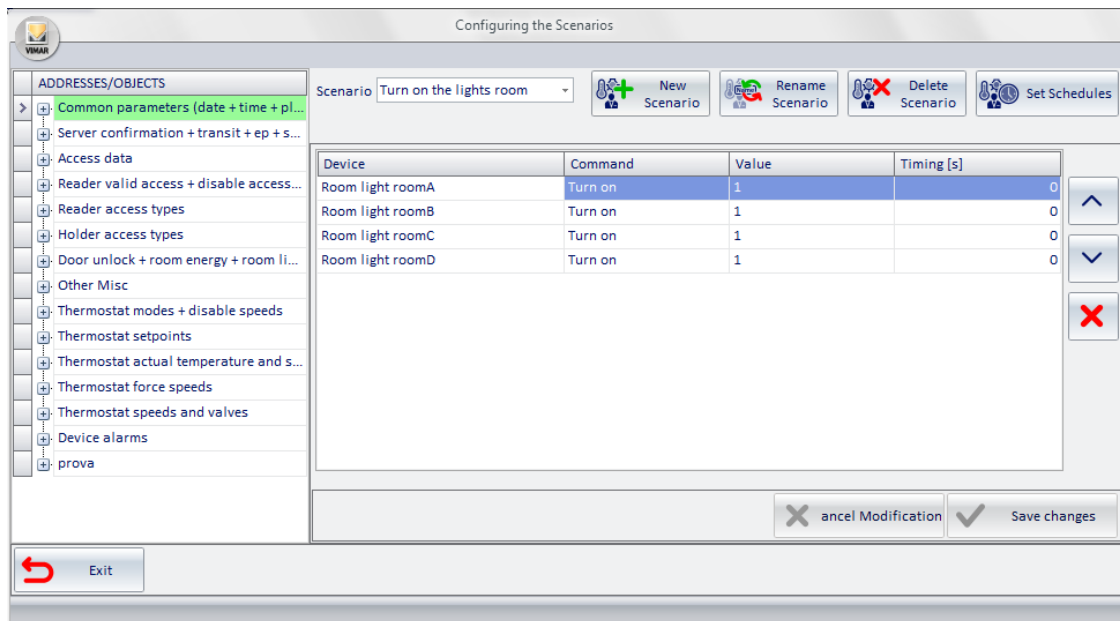 Configuring the Scenarios
VIMAR
ADDRESSES/OBJECTS
Common parameters (date + time + pl...
Server confirmation + transit + ep + s...
Access data
Reader valid access + disable access...
Reader access types
Holder access types
Door unlock + room energy + room li...
Other Misc
Thermostat modes + disable speeds
Thermostat setpoints
Thermostat actual temperature and s...
Thermostat force speeds
Thermostat speeds and valves
Device alarms
prova
Scenario Turn on the lights room
New
Scenario
Rename
Scenario
Delete
Scenario
Set Schedules
Device Command Value Timing [s]
Room light roomA Turn on 1 0
Room light roomB Turn on 1 0
Room light roomC Turn on 1 0
Room light roomD Turn on 1 0
ancel Modification
Save changes
Exit